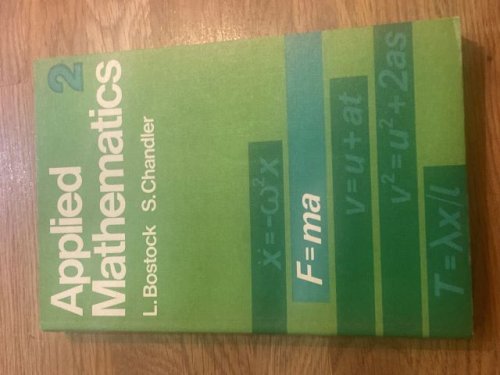 Applied 2
Mathematics
L. Bostock S. Chandler
ẍ=-ω²x
F=ma
v=u+at
v²=u²+2as
T=λx/l